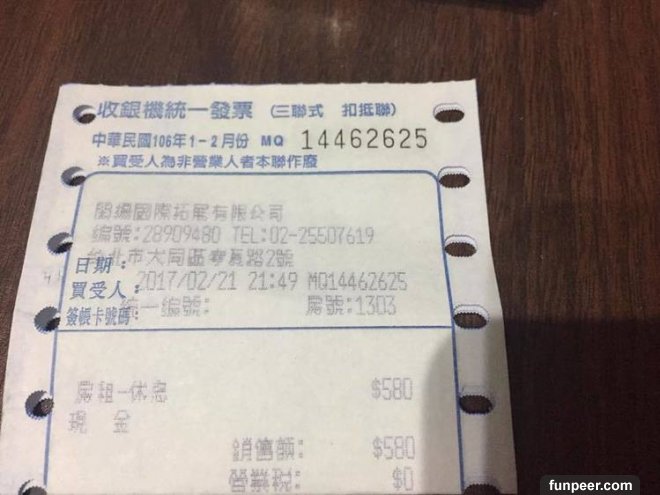 收銀機統一發票 (三聯式 扣抵聯)
中華民國106年1-2月份 MQ 14462625
※買受人為非營業人者本聯作廢
國際拓展有限公司
編號:28909480 TEL:02-25507619
台北市大同區寶路2號
日期:
2017/02/21 21:49 MQ14462625
買受人:
統一編號: 房號:1303
簽帳卡號碼:
房租-休息 $580
現 金
銷售額: $580
營業稅: $0
funpeer.com